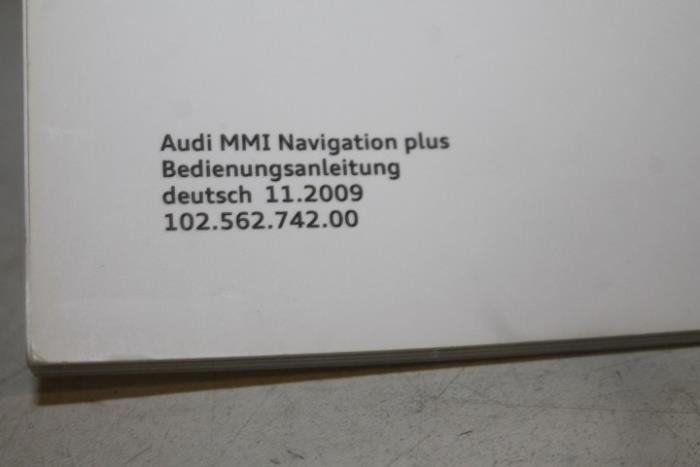 Audi MMI Navigation plus
Bedienungsanleitung
deutsch 11.2009
102.562.742.00